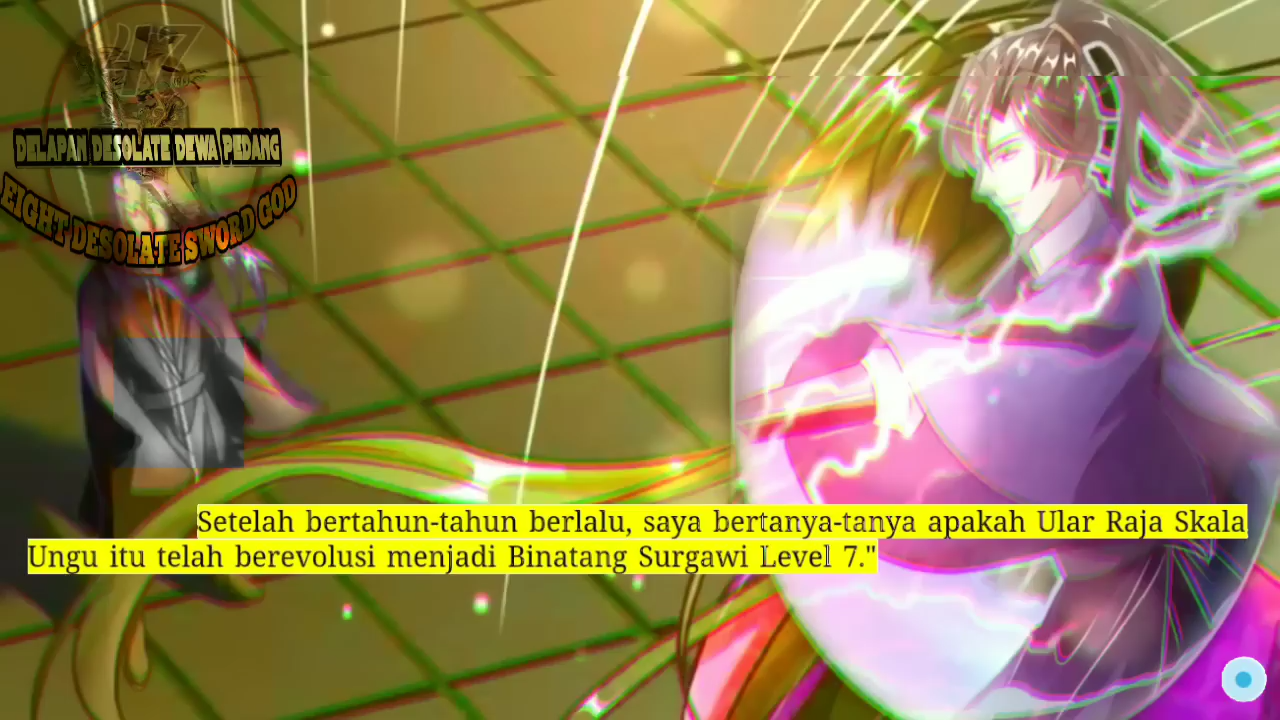 DELAPAN DESOLATE DEWA PEDANG
EIGHT DESOLATE SWORD GOD
Setelah bertahun-tahun berlalu, saya bertanya-tanya apakah Ular Raja Skala
Ungu itu telah berevolusi menjadi Binatang Surgawi Level 7."